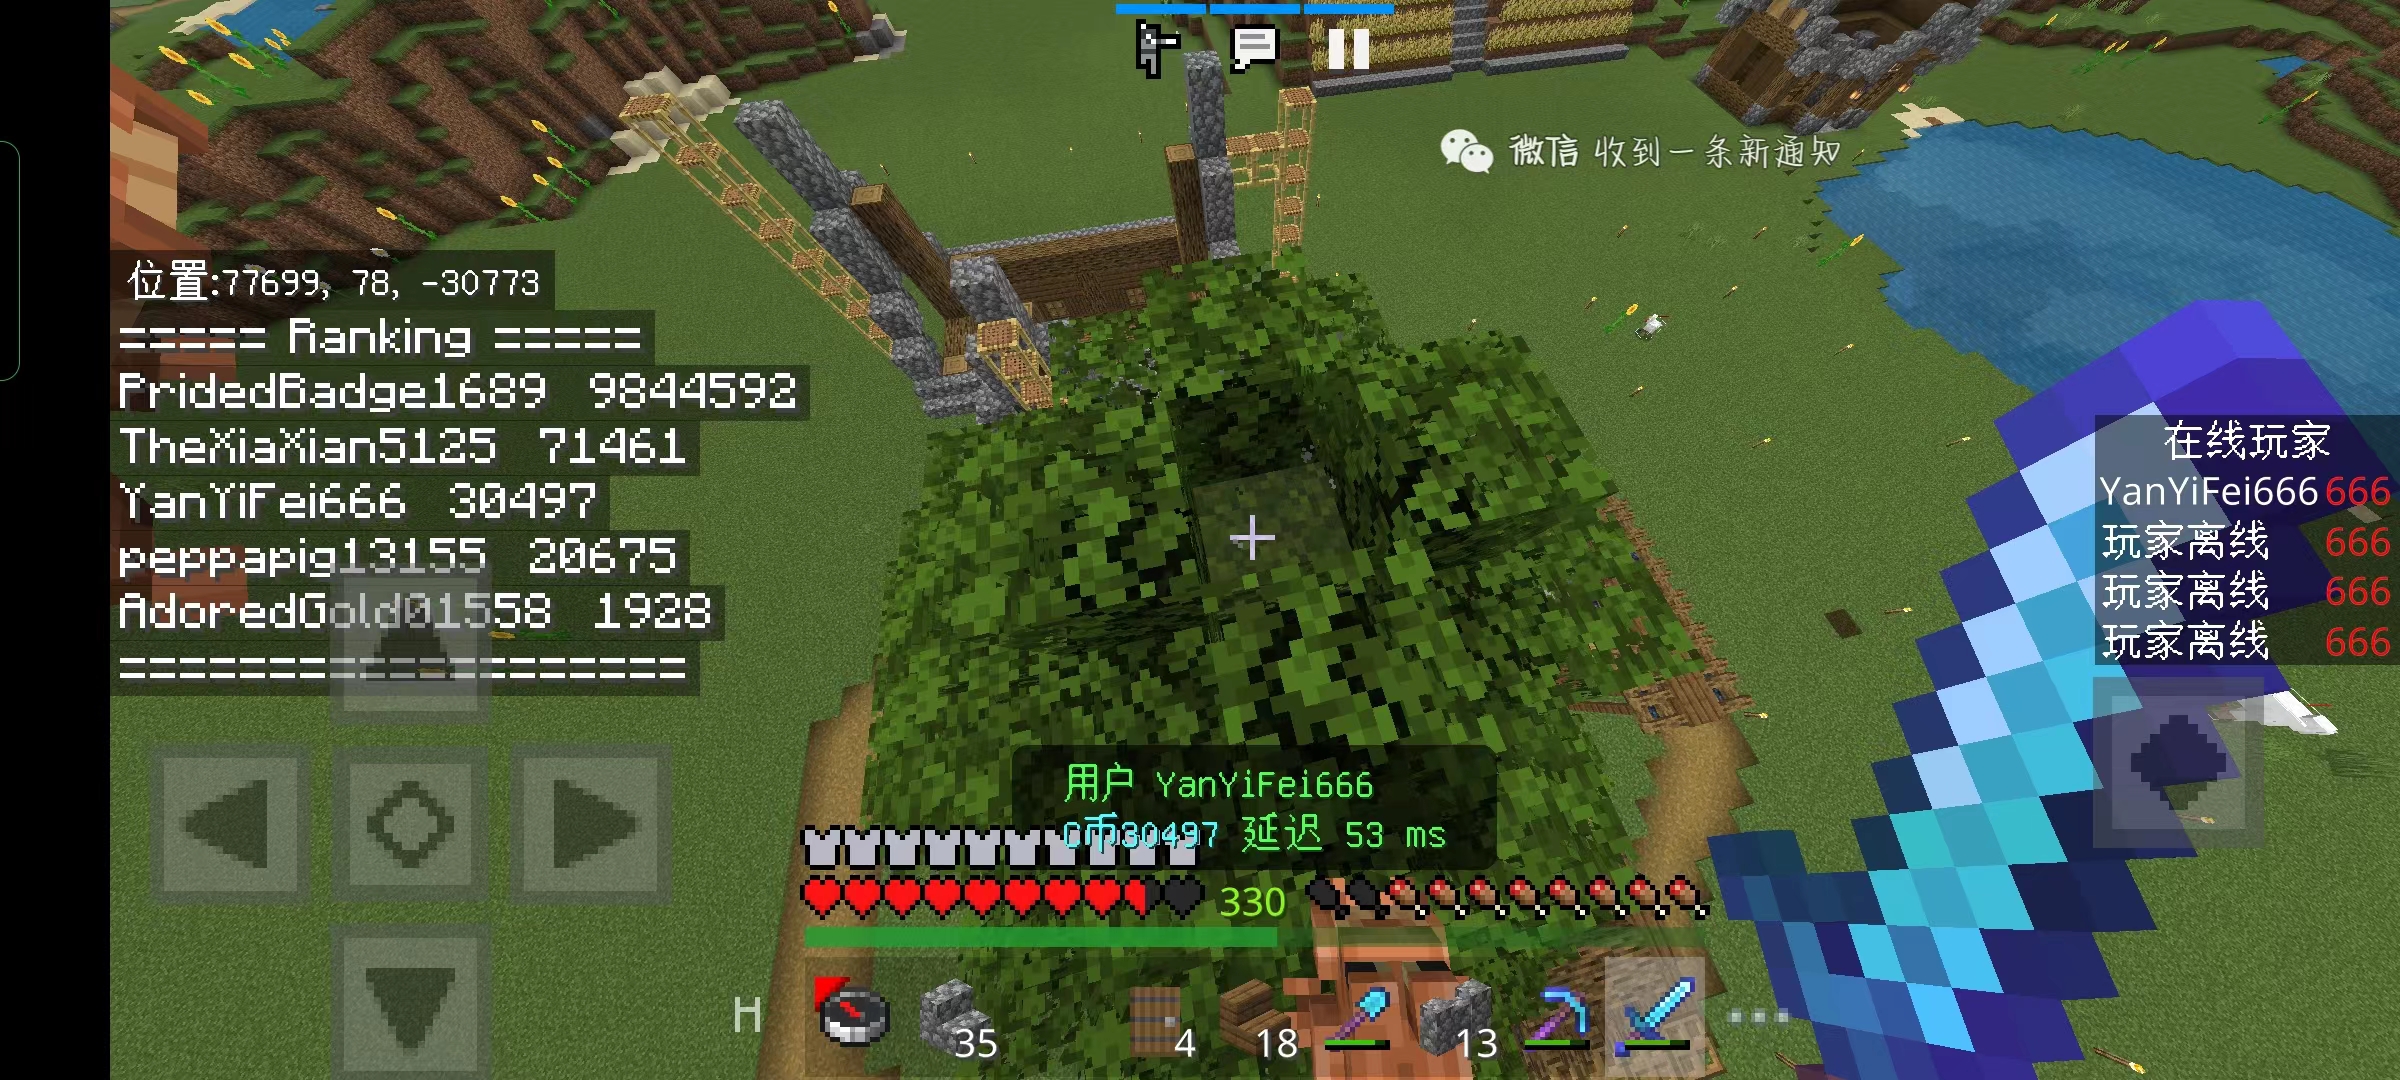 微信 收到一条新通知
位置:77699, 78, -30773
===== Ranking =====
PridedBadge1689 9844592
TheXiaXian5125 71461
YanYiFei666 30497
peppapig13155 20675
AdoredGold01558 1928
===================
在线玩家
YanYiFei666 666
玩家离线 666
玩家离线 666
玩家离线 666
用户 YanYiFei666
C币30497 延迟 53 ms
330
H
35
4
18
13